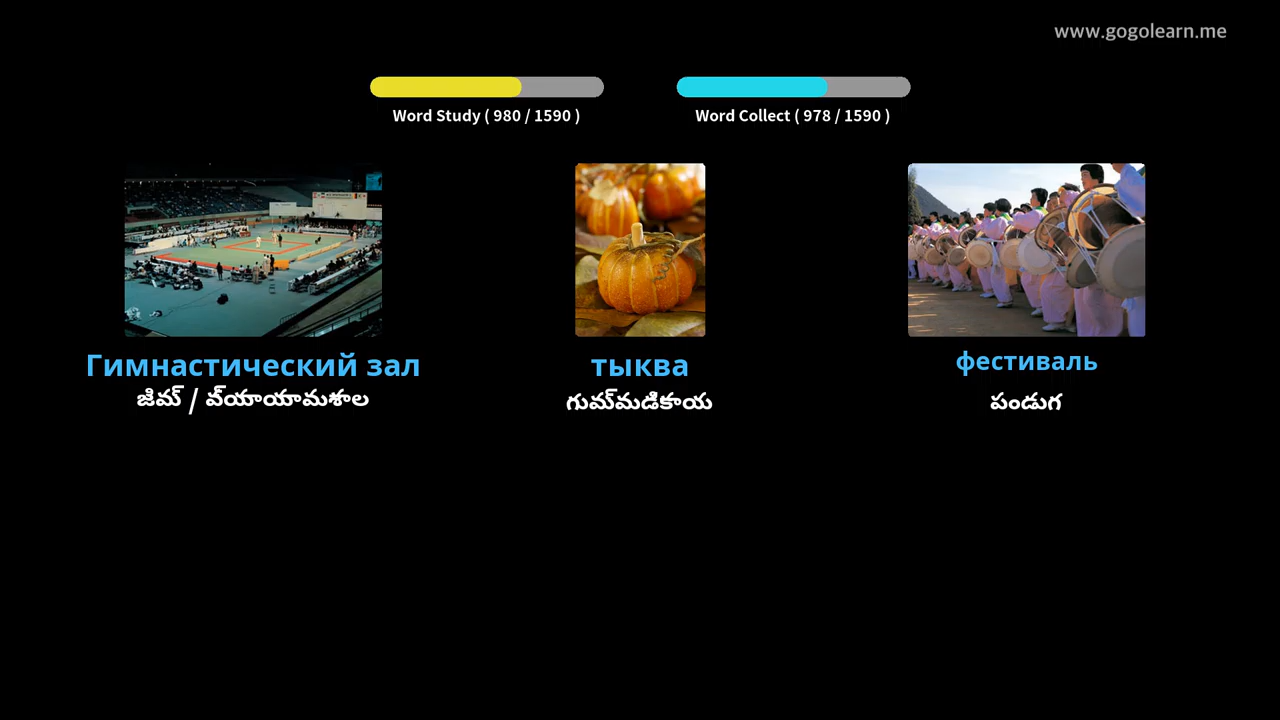 www.gogolearn.me
Word Study ( 980 / 1590 )
Word Collect ( 978 / 1590 )
Гимнастический зал
జిమ్ / వ్యాయామశాల
тыква
గుమ్మడికాయ
фестиваль
పండుగ